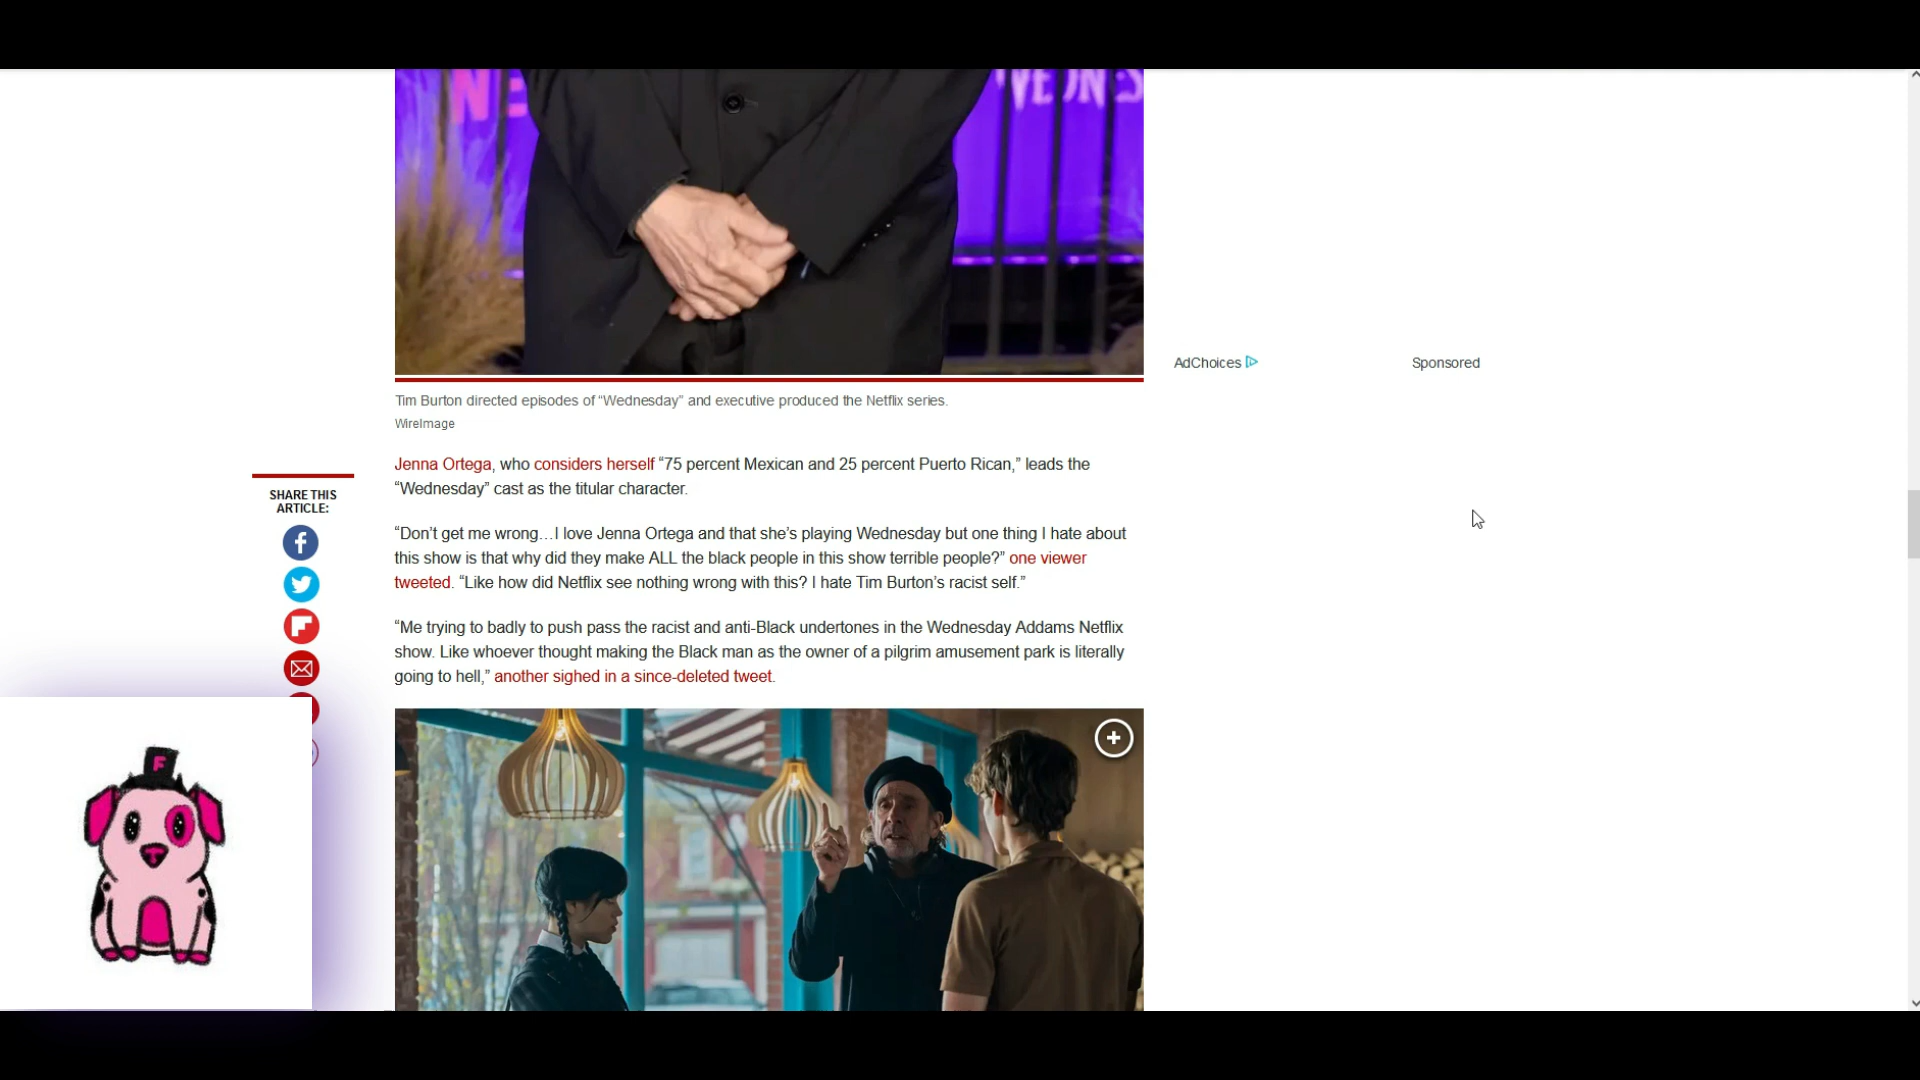 WEDNES
Tim Burton directed episodes of “Wednesday” and executive produced the Netflix series.
WireImage
AdChoices
Sponsored
Jenna Ortega, who considers herself “75 percent Mexican and 25 percent Puerto Rican,” leads the
“Wednesday” cast as the titular character.
SHARE THIS
ARTICLE:
“Don’t get me wrong…I love Jenna Ortega and that she’s playing Wednesday but one thing I hate about
this show is that why did they make ALL the black people in this show terrible people?” one viewer
tweeted. “Like how did Netflix see nothing wrong with this? I hate Tim Burton’s racist self.”
“Me trying to badly to push pass the racist and anti-Black undertones in the Wednesday Addams Netflix
show. Like whoever thought making the Black man as the owner of a pilgrim amusement park is literally
going to hell,” another sighed in a since-deleted tweet.
F
T